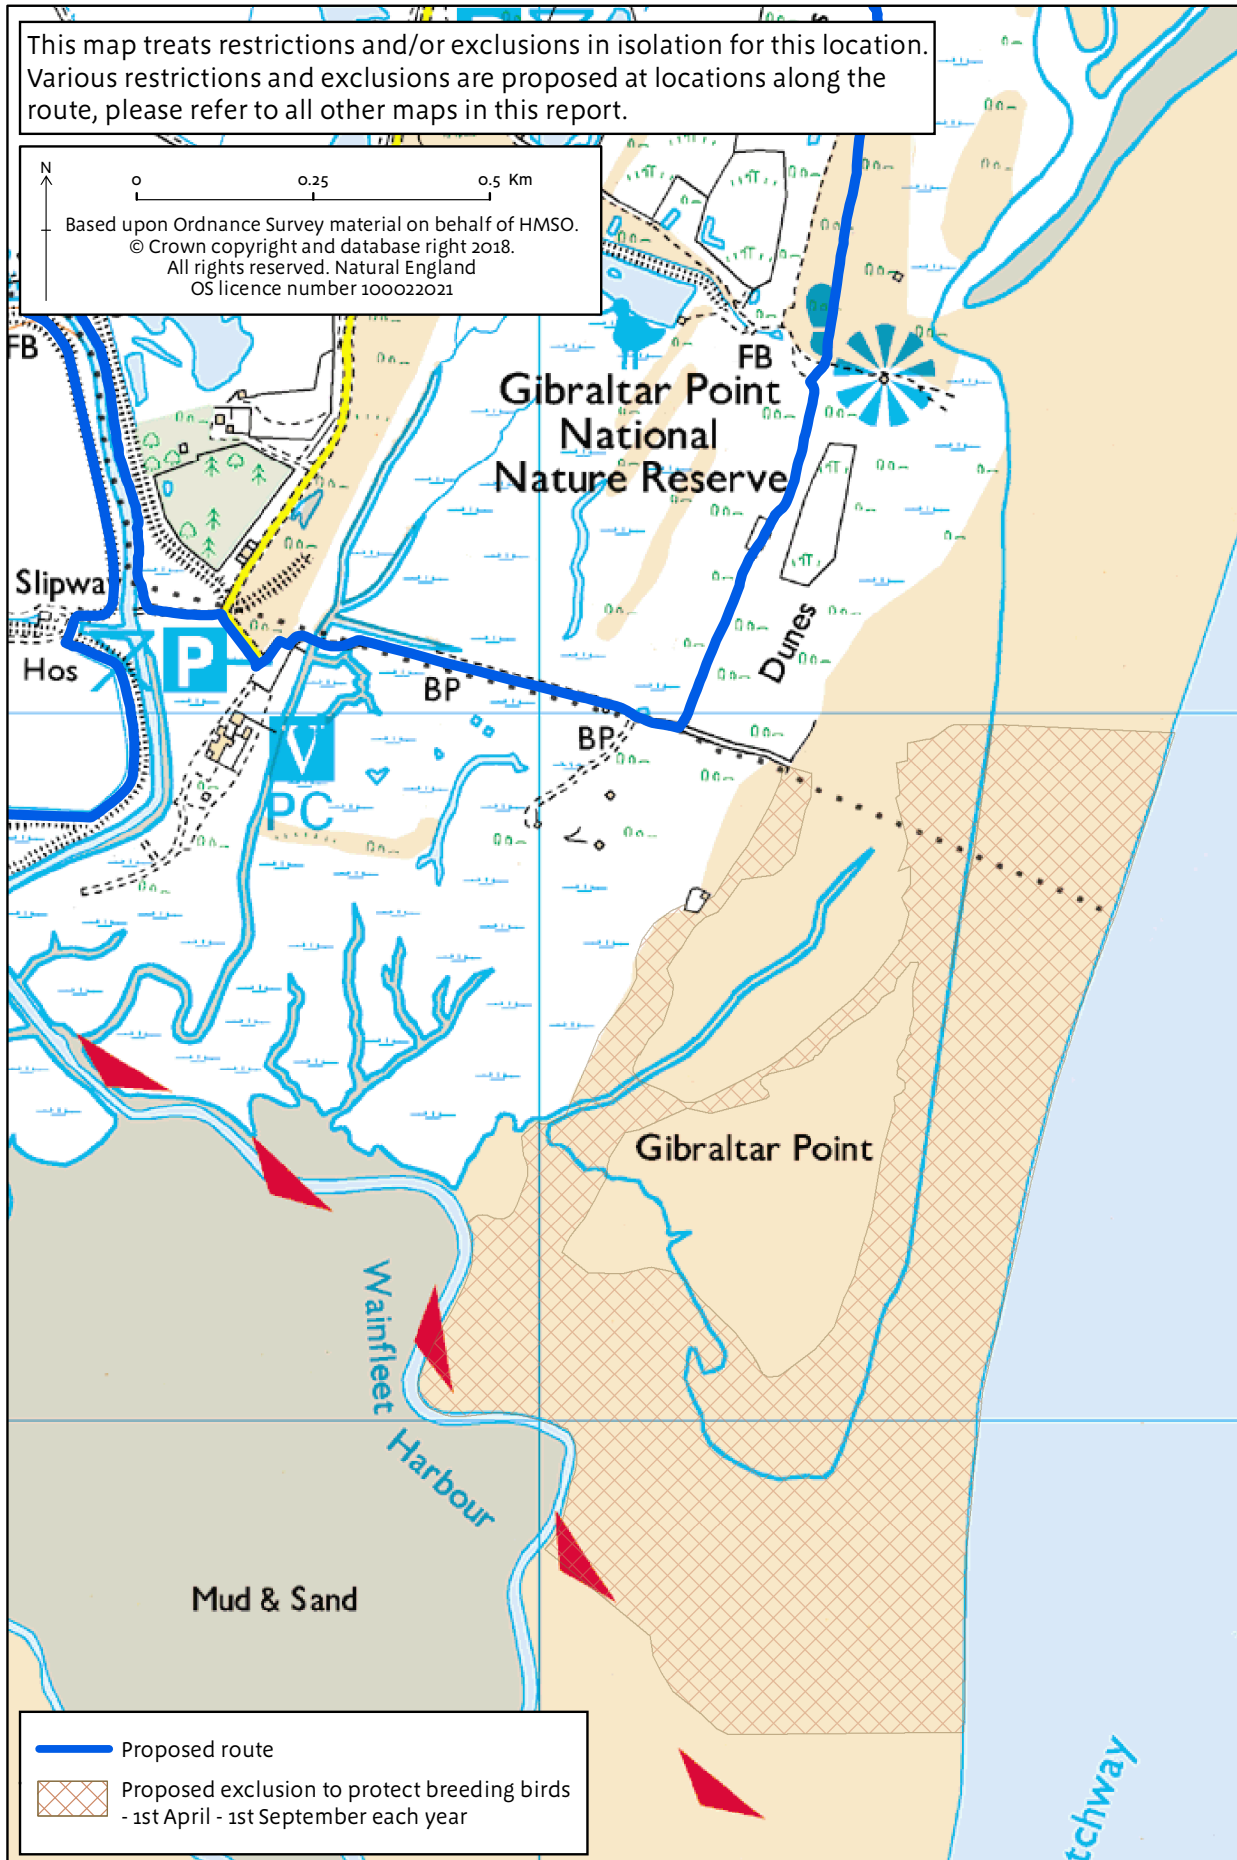 This map treats restrictions and/or exclusions in isolation for this location.
Various restrictions and exclusions are proposed at locations along the
route, please refer to all other maps in this report.
N
0 0.25 0.5 Km
Based upon Ordnance Survey material on behalf of HMSO.
© Crown copyright and database right 2018.
All rights reserved. Natural England
OS licence number 100022021
FB
FB
Gibraltar Point
National
Nature Reserve
Slipway
Hos
P
BP
BP
Dunes
V
PC
Gibraltar Point
Wainfleet
Harbour
Mud & Sand
tchway
Proposed route
Proposed exclusion to protect breeding birds
- 1st April - 1st September each year